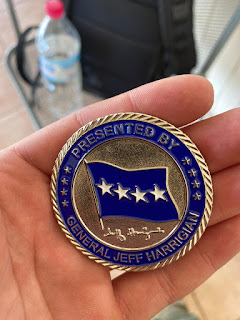 PRESENTED BY
GENERAL JEFF HARRIGIAN